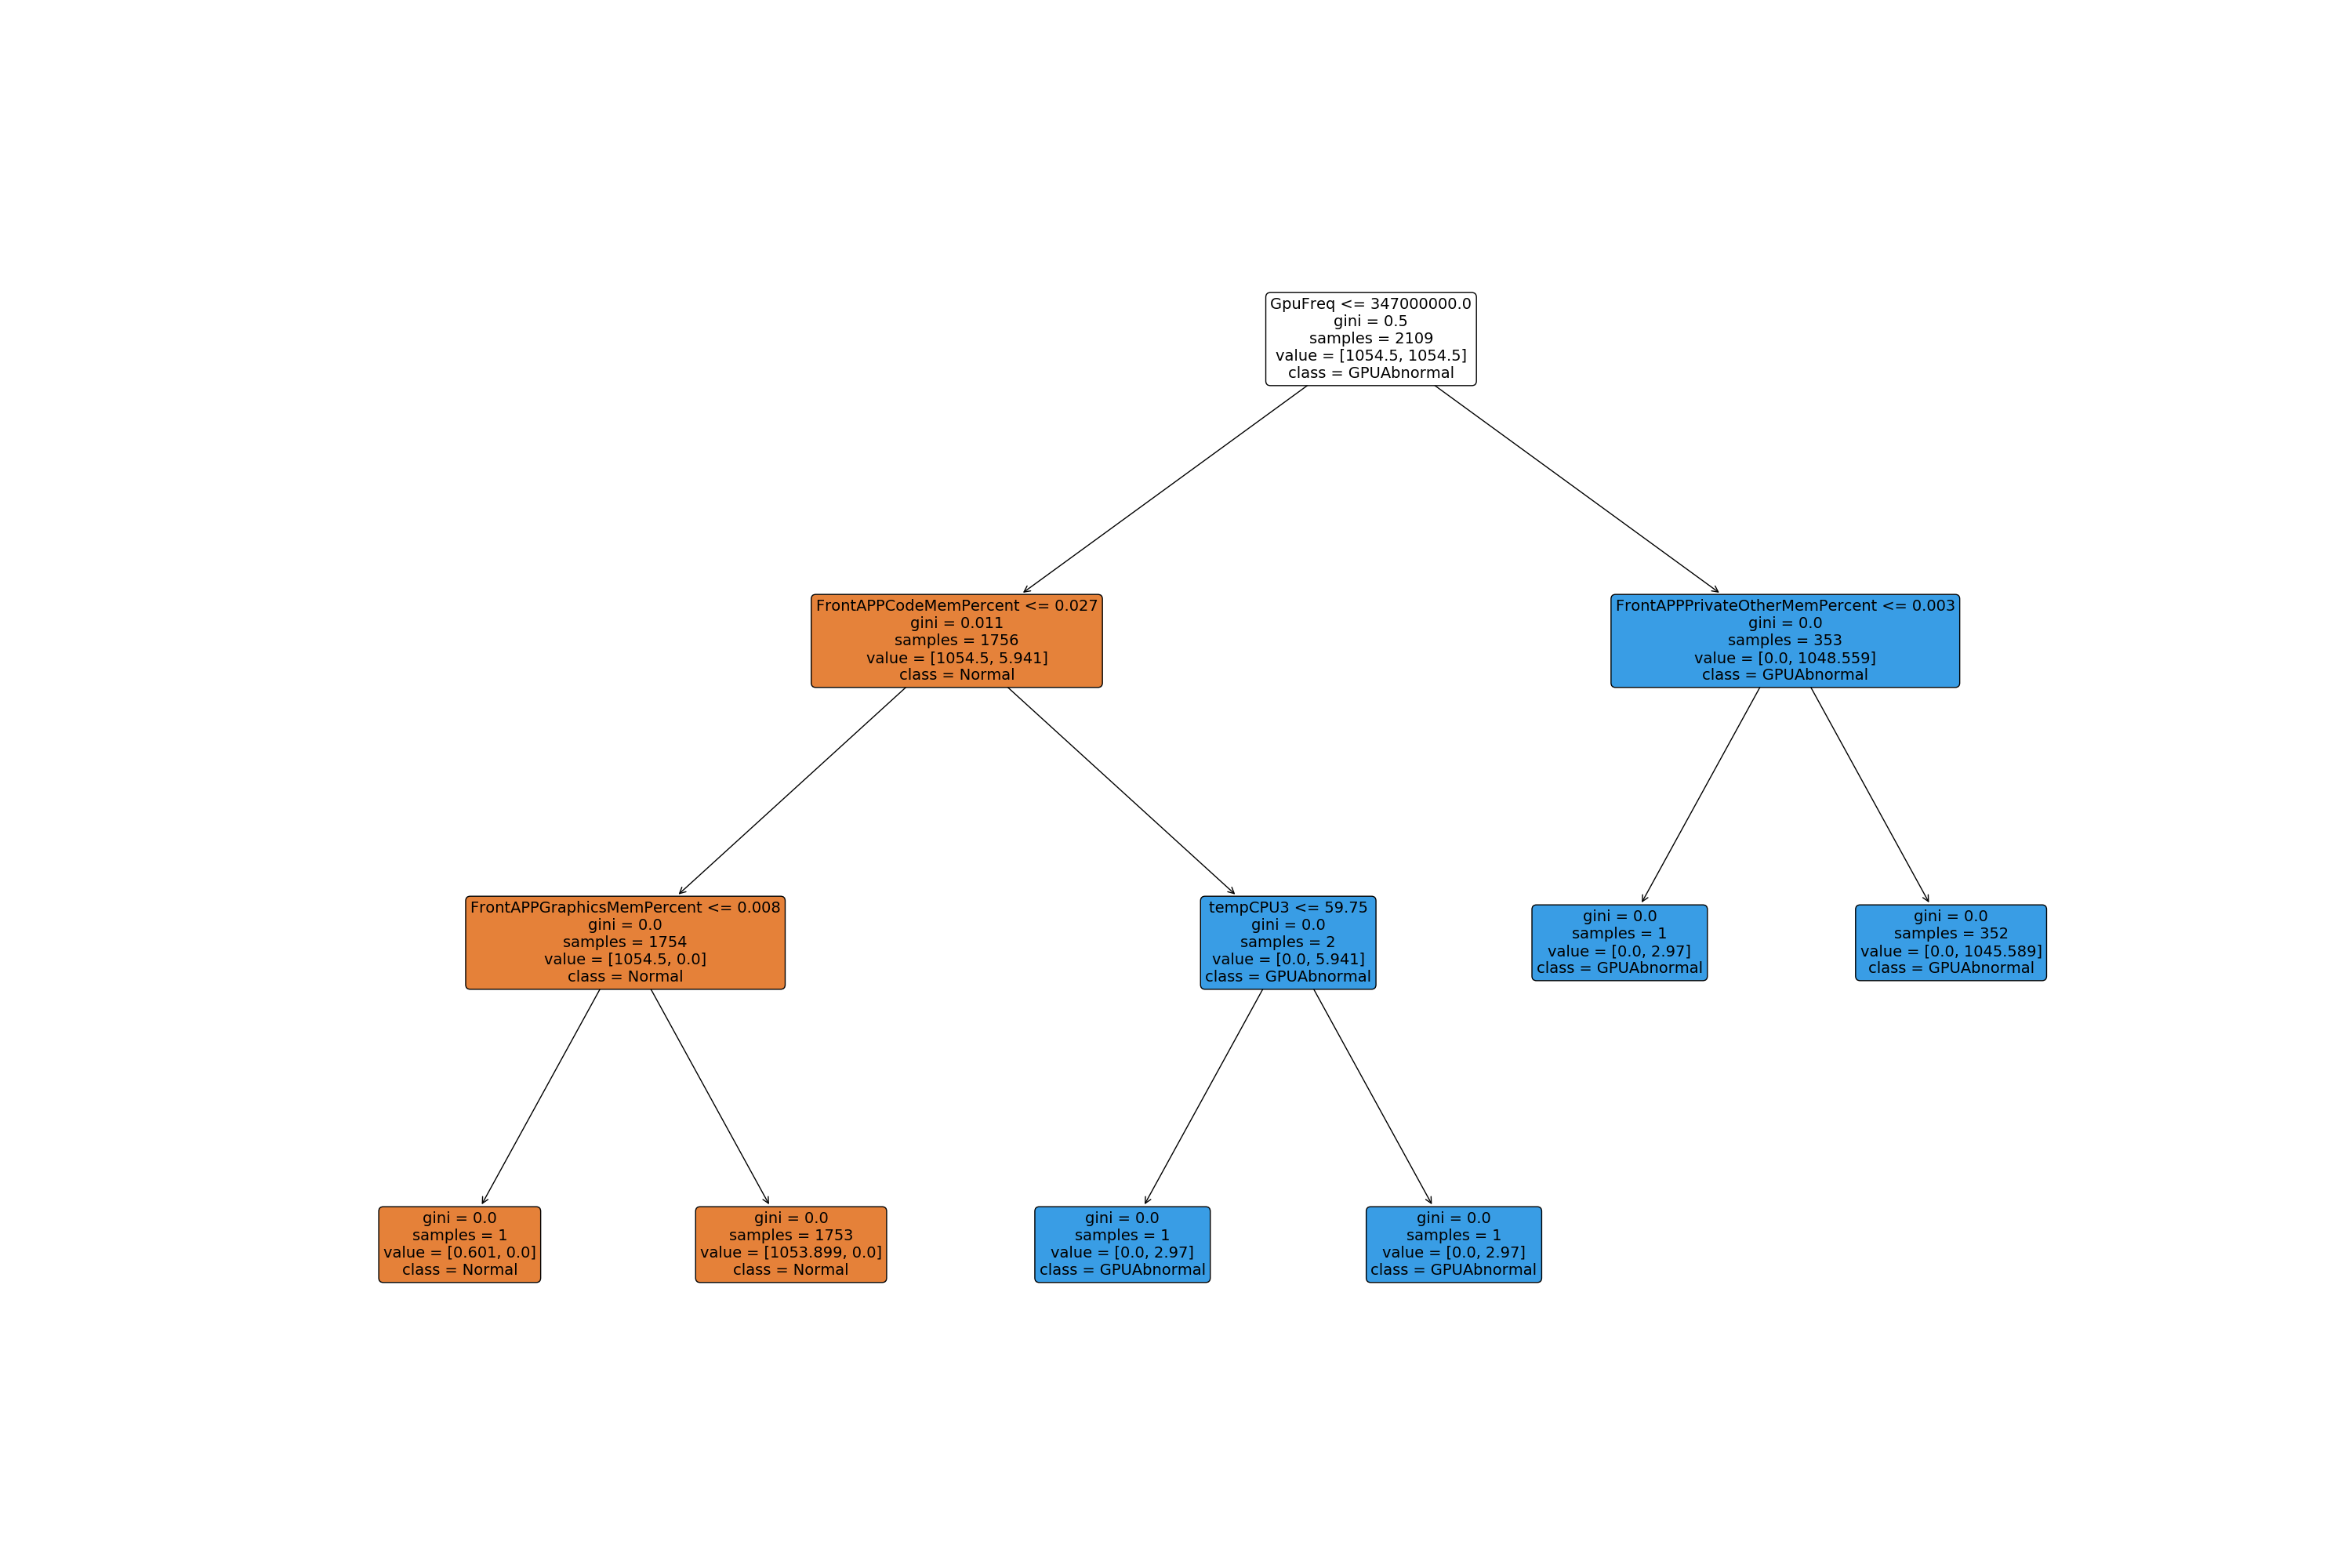 GpuFreq <= 347000000.0
gini = 0.5
samples = 2109
value = [1054.5, 1054.5]
class = GPUAbnormal
FrontAPPCodeMemPercent <= 0.027
gini = 0.011
samples = 1756
value = [1054.5, 5.941]
class = Normal
FrontAPPPrivateOtherMemPercent <= 0.003
gini = 0.0
samples = 353
value = [0.0, 1048.559]
class = GPUAbnormal
FrontAPPGraphicsMemPercent <= 0.008
gini = 0.0
samples = 1754
value = [1054.5, 0.0]
class = Normal
tempCPU3 <= 59.75
gini = 0.0
samples = 2
value = [0.0, 5.941]
class = GPUAbnormal
gini = 0.0
samples = 1
value = [0.0, 2.97]
class = GPUAbnormal
gini = 0.0
samples = 352
value = [0.0, 1045.589]
class = GPUAbnormal
gini = 0.0
samples = 1
value = [0.601, 0.0]
class = Normal
gini = 0.0
samples = 1753
value = [1053.899, 0.0]
class = Normal
gini = 0.0
samples = 1
value = [0.0, 2.97]
class = GPUAbnormal
gini = 0.0
samples = 1
value = [0.0, 2.97]
class = GPUAbnormal